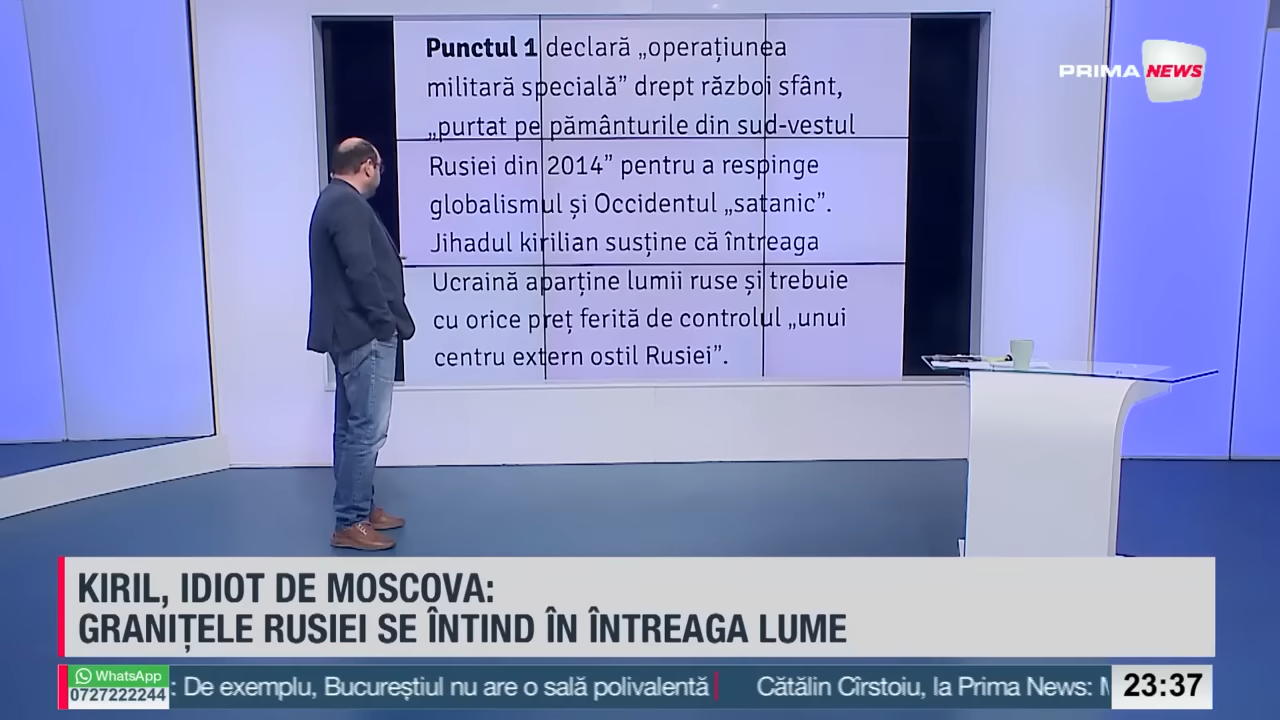 Punctul 1 declară „operațiunea
militară specială” drept război sfânt,
„purtat pe pământurile din sud-vestul
Rusiei din 2014” pentru a respinge
globalismul și Occidentul „satanic”.
Jihadul kirilian susține că întreaga
Ucraină aparține lumii ruse și trebuie
cu orice preț ferită de controlul „unui
centru extern ostil Rusiei”.
PRIMA NEWS
KIRIL, IDIOT DE MOSCOVA:
GRANIȚELE RUSIEI SE ÎNTIND ÎN ÎNTREAGA LUME
WhatsApp
0727222244
: De exemplu, Bucureștiul nu are o sală polivalentă
Cătălin Cîrstoiu, la Prima News:
23:37